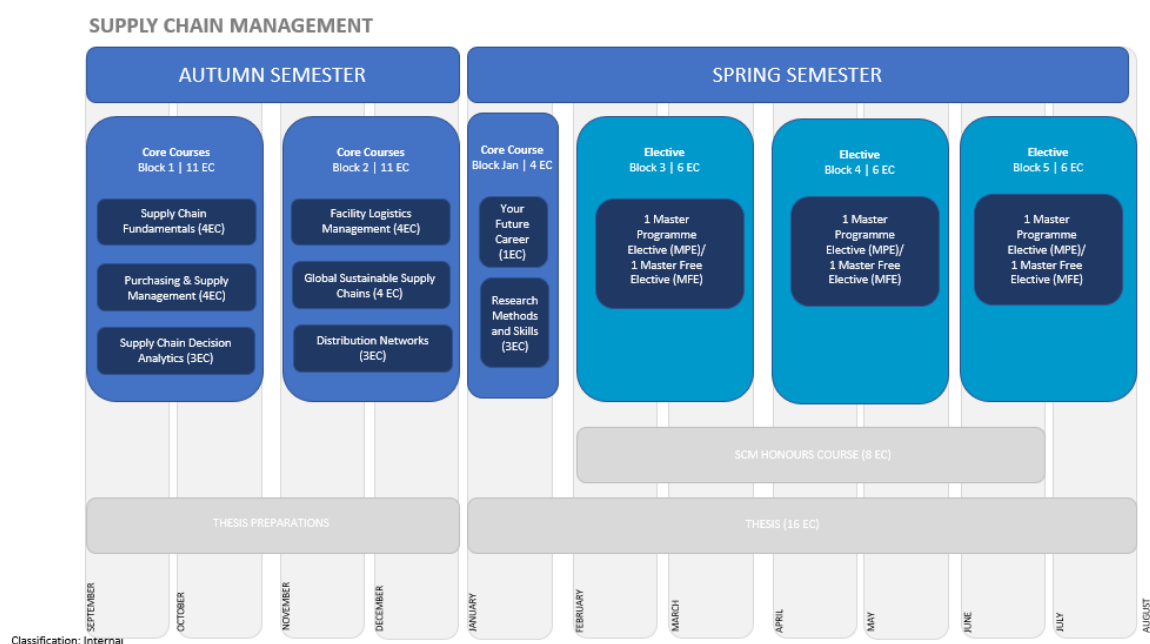 SUPPLY CHAIN MANAGEMENT
AUTUMN SEMESTER
SPRING SEMESTER
Core Courses
Block 1 | 11 EC
Supply Chain
Fundamentals (4EC)
Purchasing & Supply
Management (4EC)
Supply Chain Decision
Analytics (3EC)
Core Courses
Block 2 | 11 EC
Facility Logistics
Management (4EC)
Global Sustainable Supply
Chains (4 EC)
Distribution Networks
(3EC)
Core Course
Block Jan | 4 EC
Your
Future
Career
(1EC)
Research
Methods
and Skills
(3EC)
Elective
Block 3 | 6 EC
1 Master
Programme
Elective (MPE)/
1 Master Free
Elective (MFE)
Elective
Block 4 | 6 EC
1 Master
Programme
Elective (MPE)/
1 Master Free
Elective (MFE)
Elective
Block 5 | 6 EC
1 Master
Programme
Elective (MPE)/
1 Master Free
Elective (MFE)
SCM HONOURS COURSE (8 EC)
THESIS PREPARATIONS
THESIS (16 EC)
SEPTEMBER
OCTOBER
NOVEMBER
DECEMBER
JANUARY
FEBRUARY
MARCH
APRIL
MAY
JUNE
JULY
AUGUST
Classification: Internal